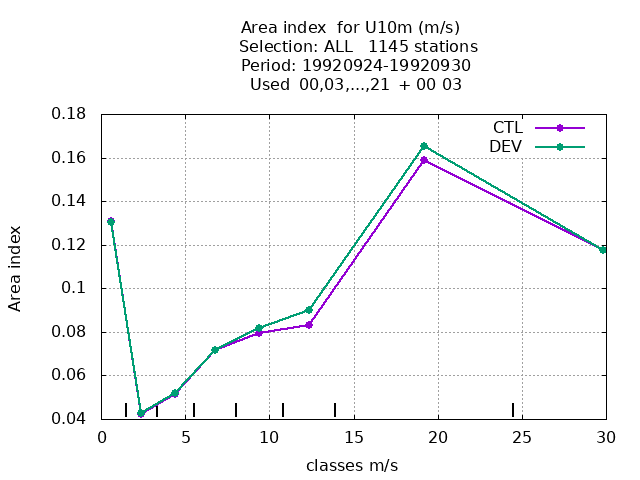 Area index  for U10m (m/s)
Selection: ALL   1145 stations
Period: 19920924-19920930
Used  00,03,...,21  + 00 03
CTL
DEV
0.18
0.16
0.14
0.12
0.1
0.08
0.06
0.04
Area index
0 5 10 15 20 25 30
classes m/s